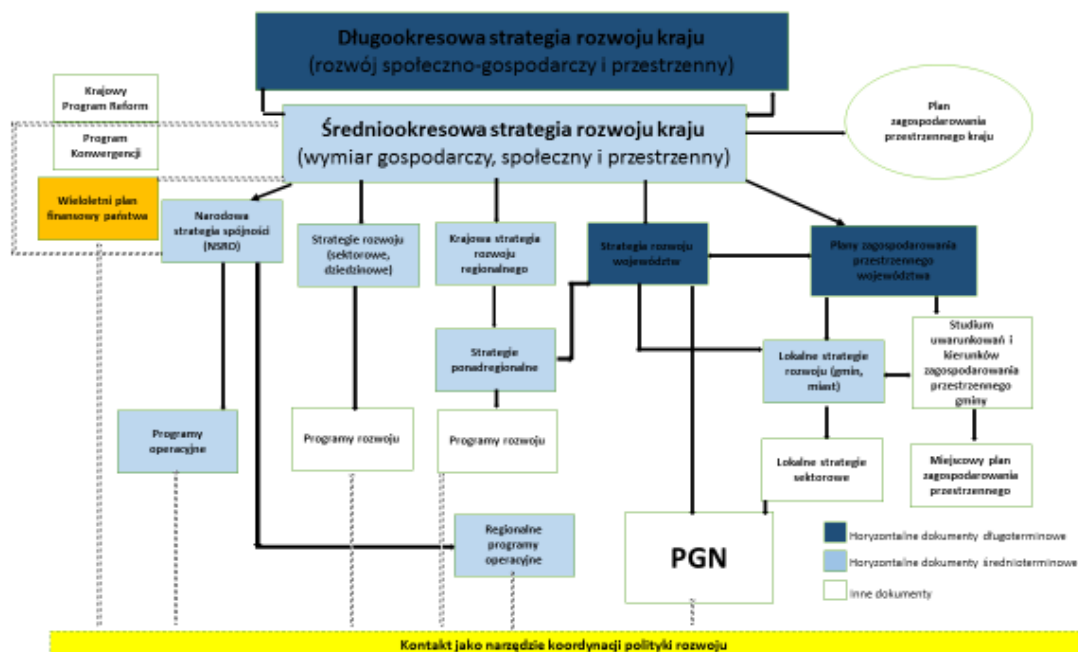 Długookresowa strategia rozwoju kraju
(rozwój społeczno-gospodarczy i przestrzenny)
Krajowy
Program Reform
Średniookresowa strategia rozwoju kraju
(wymiar gospodarczy, społeczny i przestrzenny)
Plan
zagospodarowania
przestrzennego kraju
Program
Konwergencji
Wieloletni plan
finansowy państwa
Narodowa
strategia spójności
(NSRO)
Strategie rozwoju
(sektorowe,
dziedzinowe)
Krajowa strategia
rozwoju
regionalnego
Strategia rozwoju
województw
Plany zagospodarowania
przestrzennego
województwa
Strategie
ponadregionalne
Lokalne strategie
rozwoju (gmin,
miast)
Studium
uwarunkowań i
kierunków
zagospodarowania
przestrzennego
gminy
Programy
operacyjne
Programy rozwoju
Programy rozwoju
Lokalne strategie
sektorowe
Miejscowy plan
zagospodarowania
przestrzennego
Regionalne
programy
operacyjne
PGN
Horyzontalne dokumenty długoterminowe
Horyzontalne dokumenty średnioterminowe
Inne dokumenty
Kontakt jako narzędzie koordynacji polityki rozwoju